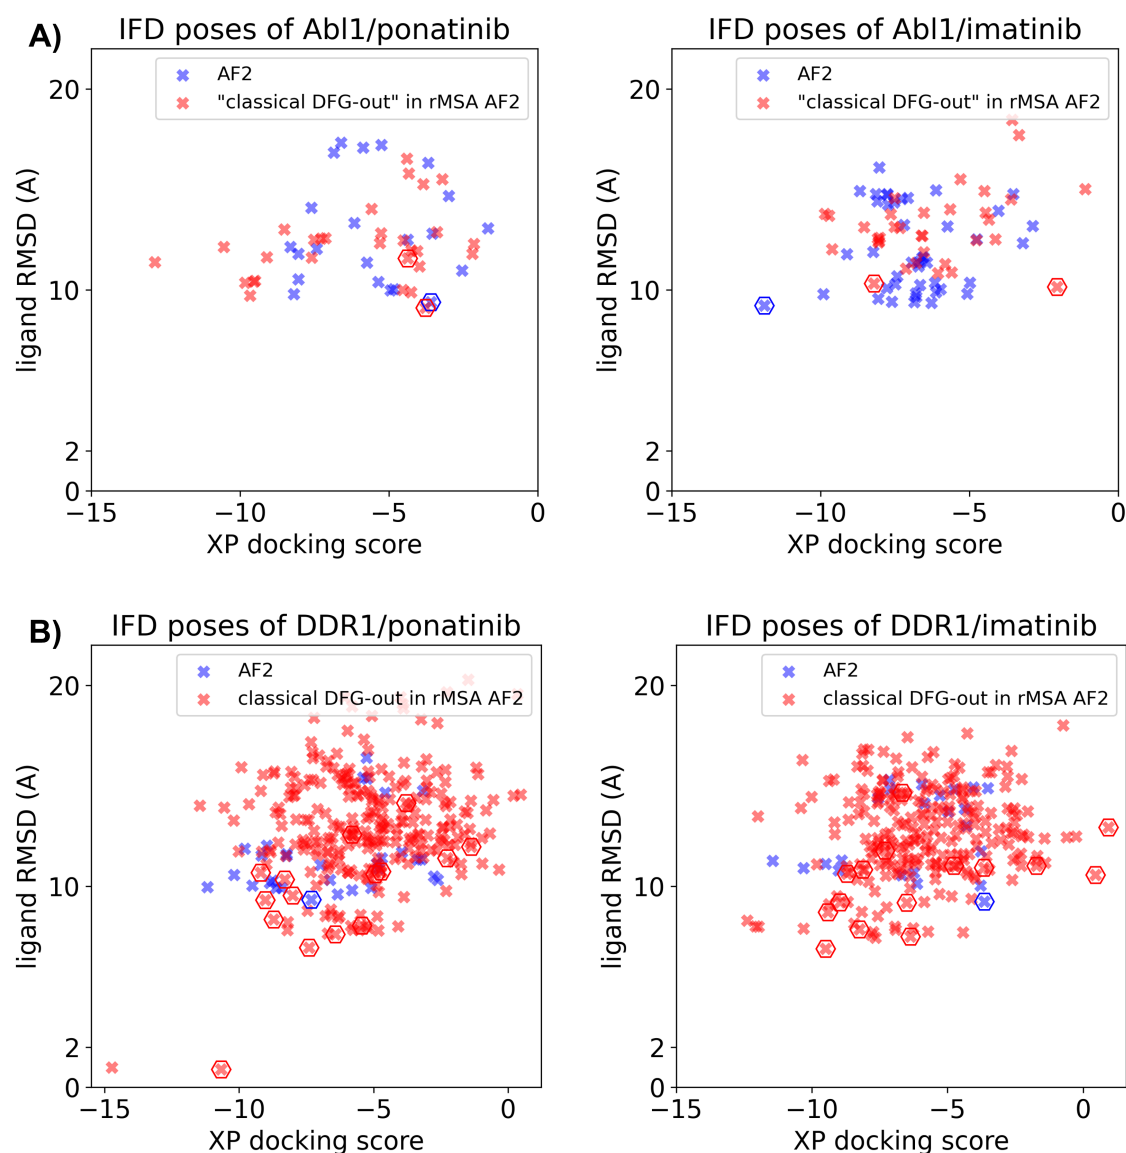 A)
IFD poses of Abl1/ponatinib
AF2
"classical DFG-out" in rMSA AF2
ligand RMSD (A)
20
10
2
0
−15
−10
−5
0
XP docking score
IFD poses of Abl1/imatinib
AF2
"classical DFG-out" in rMSA AF2
ligand RMSD (A)
20
10
2
0
−15
−10
−5
0
XP docking score
B)
IFD poses of DDR1/ponatinib
AF2
classical DFG-out in rMSA AF2
ligand RMSD (A)
20
10
2
0
−15
−10
−5
0
XP docking score
IFD poses of DDR1/imatinib
AF2
classical DFG-out in rMSA AF2
ligand RMSD (A)
20
10
2
0
−15
−10
−5
0
XP docking score